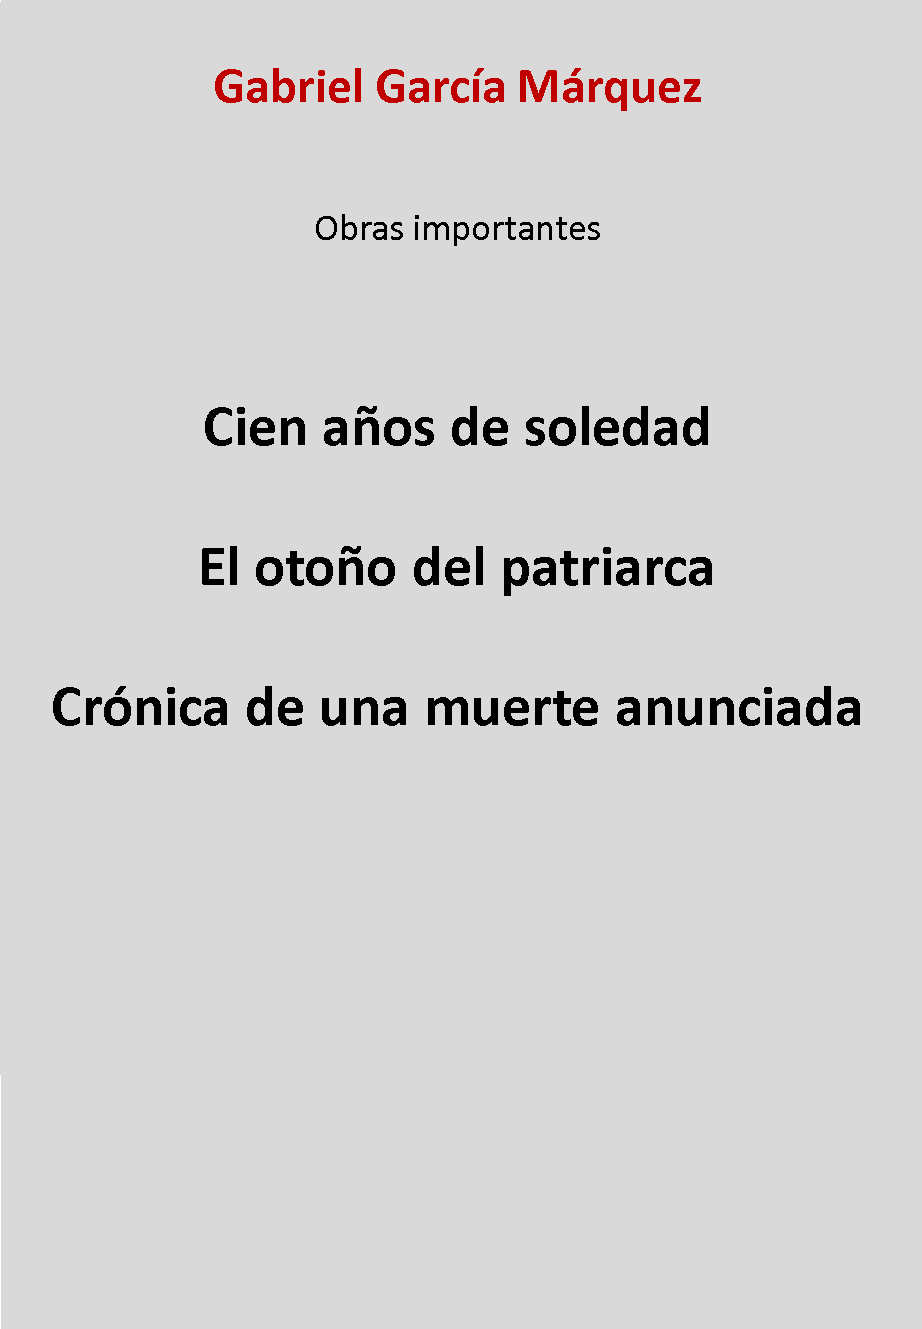 Gabriel García Márquez
Obras importantes
Cien años de soledad
El otoño del patriarca
Crónica de una muerte anunciada